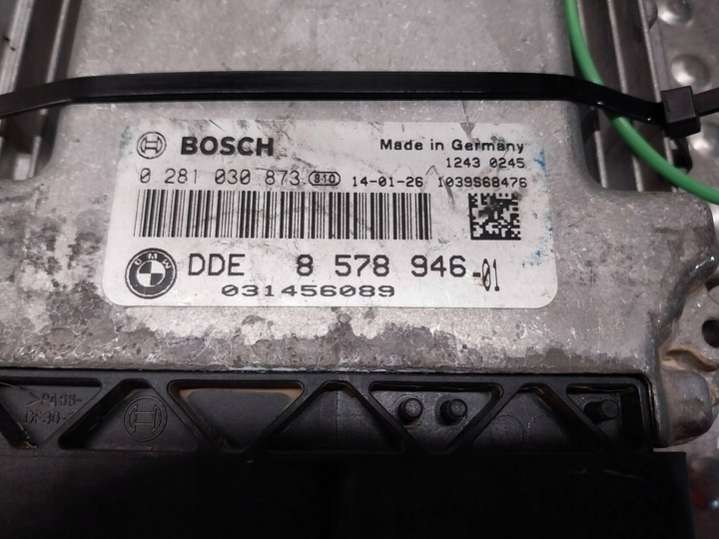 BOSCH Made in Germany
1243 0245
0 281 030 873 810 14-01-26 1039S68476
BMW DDE 8 578 946-01
031456089